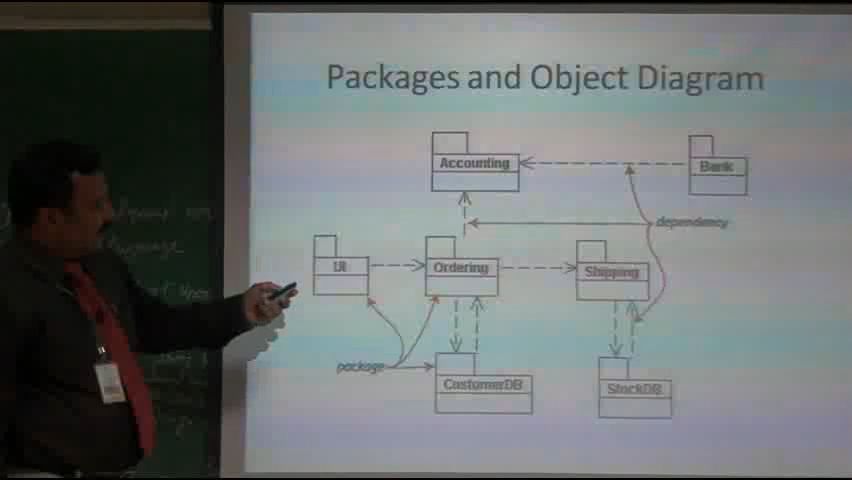 Packages and Object Diagram
Accounting
Bank
dependency
UI
Ordering
Shipping
package
CustomerDB
StockDB